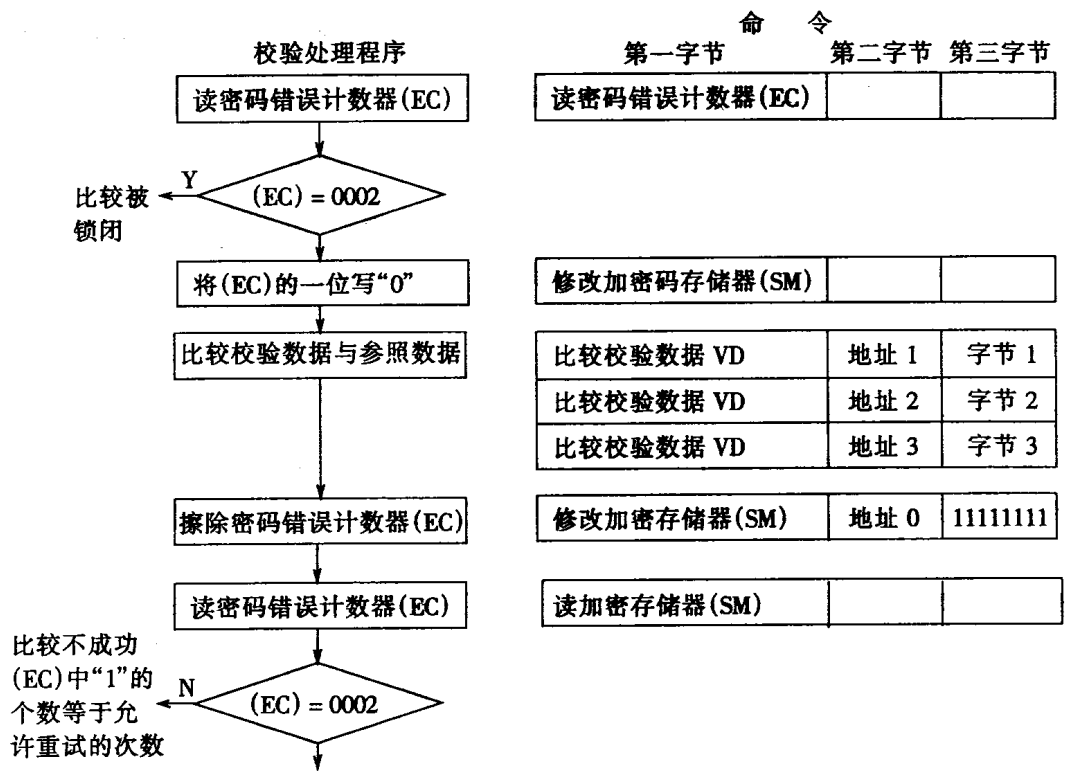 命 令
校验处理程序 第一字节 第二字节 第三字节
读密码错误计数器(EC) 读密码错误计数器(EC)
Y
(EC)=0002
比较被
锁闭
将(EC)的一位写“0” 修改加密码存储器(SM)
比较校验数据与参照数据 比较校验数据 VD 地址 1 字节 1
比较校验数据 VD 地址 2 字节 2
比较校验数据 VD 地址 3 字节 3
擦除密码错误计数器(EC) 修改加密存储器(SM) 地址 0 11111111
读密码错误计数器(EC) 读加密存储器(SM)
比较不成功
(EC)中“1”的
个数等于允
许重试的次数
N
(EC)=0002